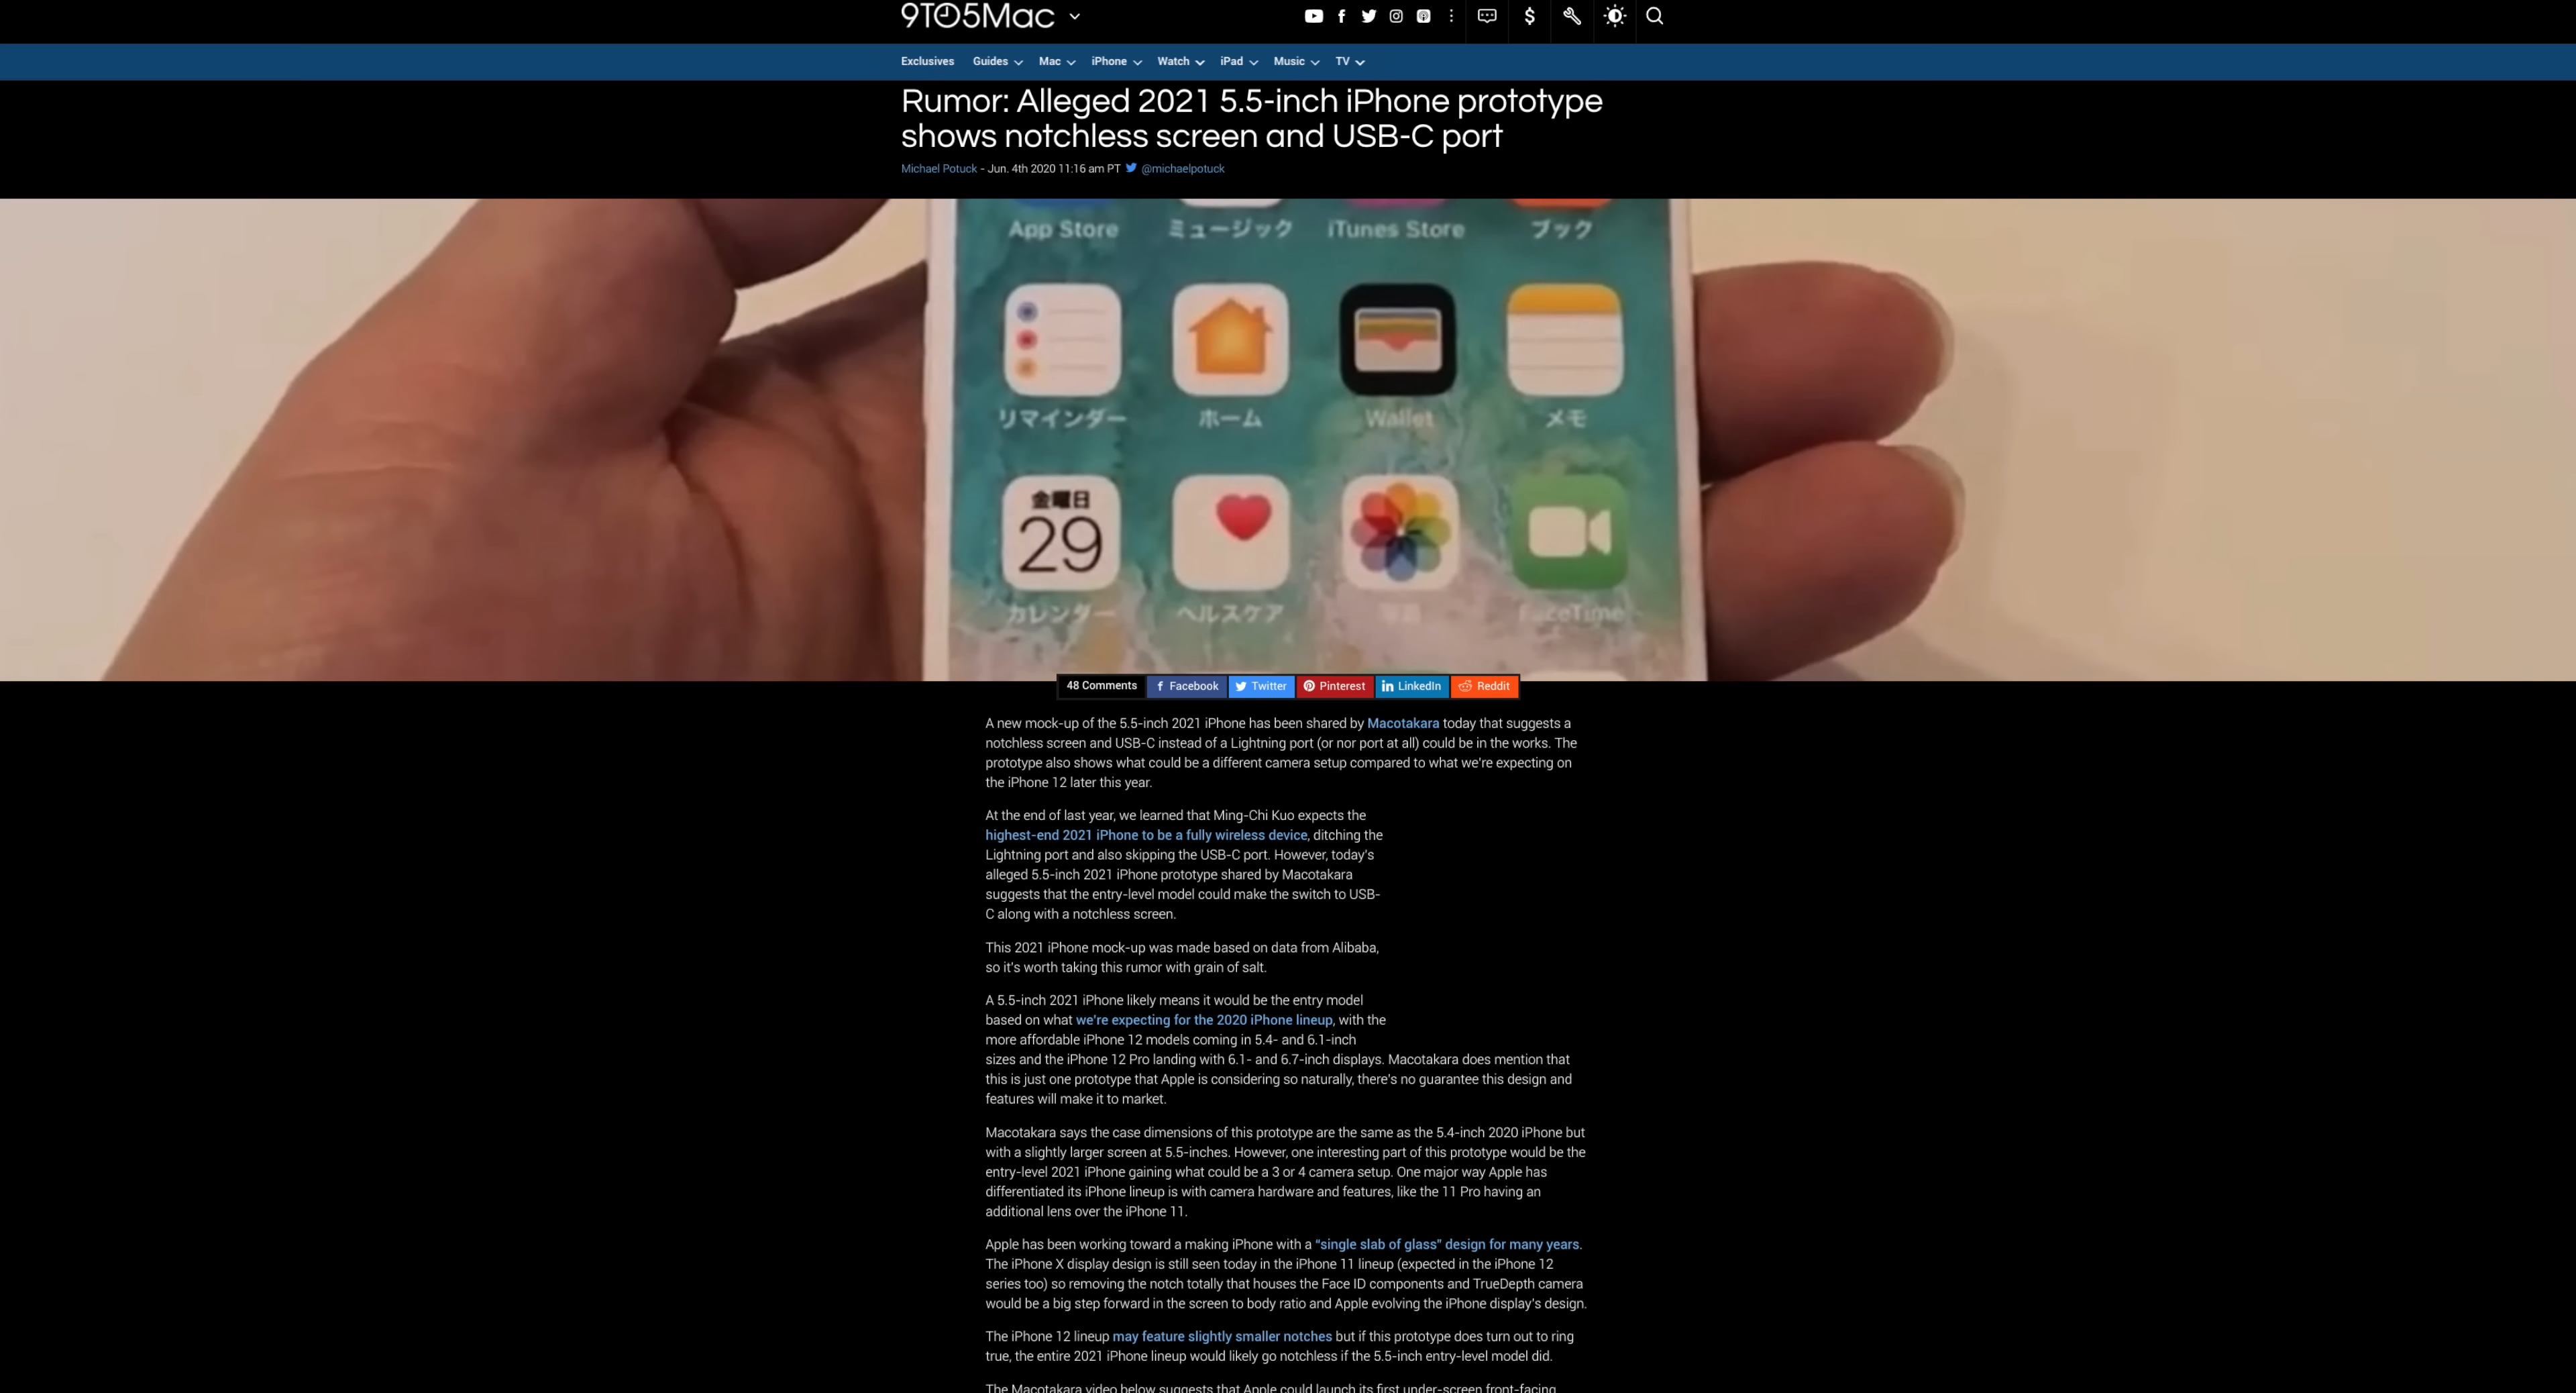 9TO5Mac
Exclusives Guides Mac iPhone Watch iPad Music TV
Rumor: Alleged 2021 5.5-inch iPhone prototype
shows notchless screen and USB-C port
Michael Potuck - Jun. 4th 2020 11:16 am PT @michaelpotuck
App Store ミュージック iTunes Store ブック
リマインダー ホーム Wallet メモ
金曜日
29
カレンダー ヘルスケア 写真 FaceTime
48 Comments Facebook Twitter Pinterest LinkedIn Reddit
A new mock-up of the 5.5-inch 2021 iPhone has been shared by Macotakara today that suggests a
notchless screen and USB-C instead of a Lightning port (or nor port at all) could be in the works. The
prototype also shows what could be a different camera setup compared to what we're expecting on
the iPhone 12 later this year.
At the end of last year, we learned that Ming-Chi Kuo expects the
highest-end 2021 iPhone to be a fully wireless device, ditching the
Lightning port and also skipping the USB-C port. However, today's
alleged 5.5-inch 2021 iPhone prototype shared by Macotakara
suggests that the entry-level model could make the switch to USB-
C along with a notchless screen.
This 2021 iPhone mock-up was made based on data from Alibaba,
so it's worth taking this rumor with grain of salt.
A 5.5-inch 2021 iPhone likely means it would be the entry model
based on what we're expecting for the 2020 iPhone lineup, with the
more affordable iPhone 12 models coming in 5.4- and 6.1-inch
sizes and the iPhone 12 Pro landing with 6.1- and 6.7-inch displays. Macotakara does mention that
this is just one prototype that Apple is considering so naturally, there's no guarantee this design and
features will make it to market.
Macotakara says the case dimensions of this prototype are the same as the 5.4-inch 2020 iPhone but
with a slightly larger screen at 5.5-inches. However, one interesting part of this prototype would be the
entry-level 2021 iPhone gaining what could be a 3 or 4 camera setup. One major way Apple has
differentiated its iPhone lineup is with camera hardware and features, like the 11 Pro having an
additional lens over the iPhone 11.
Apple has been working toward a making iPhone with a "single slab of glass" design for many years.
The iPhone X display design is still seen today in the iPhone 11 lineup (expected in the iPhone 12
series too) so removing the notch totally that houses the Face ID components and TrueDepth camera
would be a big step forward in the screen to body ratio and Apple evolving the iPhone display's design.
The iPhone 12 lineup may feature slightly smaller notches but if this prototype does turn out to ring
true, the entire 2021 iPhone lineup would likely go notchless if the 5.5-inch entry-level model did.
The Macotakara video below suggests that Apple could launch its first under-screen front-facing